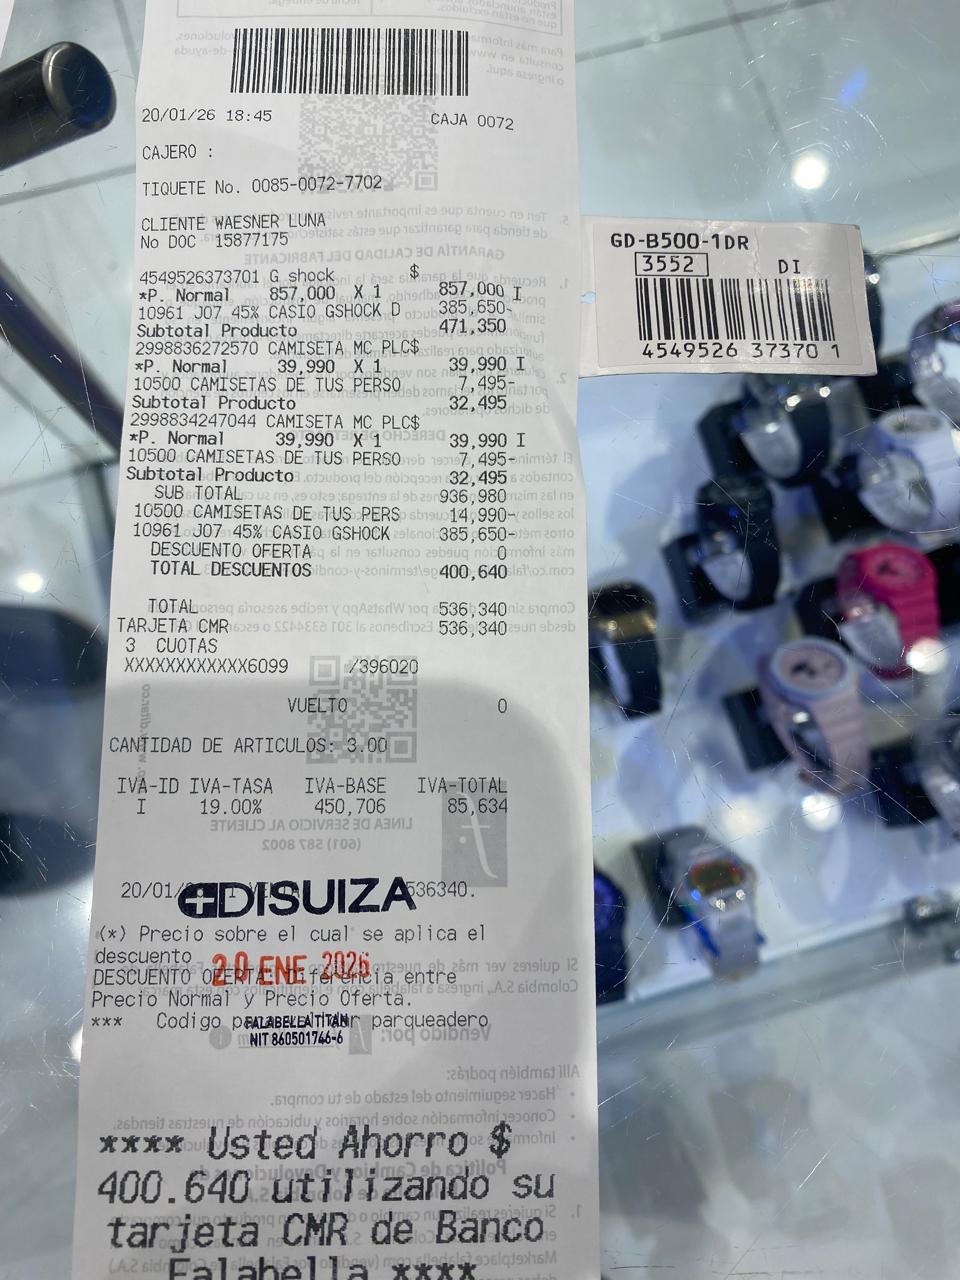 20/01/26 18:45 CAJA 0072
CAJERO :
TIQUETE No. 0085-0072-7702
CLIENTE WAESNER LUNA
No DOC 15877175
4549526373701 G shock $
*P. Normal 857,000 X 1 857,000 I
10961 J07 45% CASIO GSHOCK D 385,650-
Subtotal Producto 471,350
2998836272570 CAMISETA MC PLC$
*P. Normal 39,990 X 1 39,990 I
10500 CAMISETAS DE TUS PERSO 7,495-
Subtotal Producto 32,495
2998834247044 CAMISETA MC PLC$
*P. Normal 39,990 X 1 39,990 I
10500 CAMISETAS DE TUS PERSO 7,495-
Subtotal Producto 32,495
SUB TOTAL 936,980
10500 CAMISETAS DE TUS PERS 14,990-
10961 J07 45% CASIO GSHOCK 385,650-
DESCUENTO OFERTA 0
TOTAL DESCUENTOS 400,640
TOTAL 536,340
TARJETA CMR 536,340
3 CUOTAS
XXXXXXXXXXXX6099 /396020
VUELTO 0
CANTIDAD DE ARTICULOS: 3.00
IVA-ID IVA-TASA IVA-BASE IVA-TOTAL
I 19.00% 450,706 85,634
20/01/ 536340.
DISUIZA
(*) Precio sobre el cual se aplica el
descuento
20 ENE 2026
DESCUENTO OFERTA: Diferencia entre
Precio Normal y Precio Oferta.
*** Codigo parqueadero
FALABELLA TITAN
NIT 860501746-6
**** Usted Ahorro $
400.640 utilizando su
tarjeta CMR de Banco
Falabella ****
GD-B500-1DR
3552 DI
4549526 37370 1